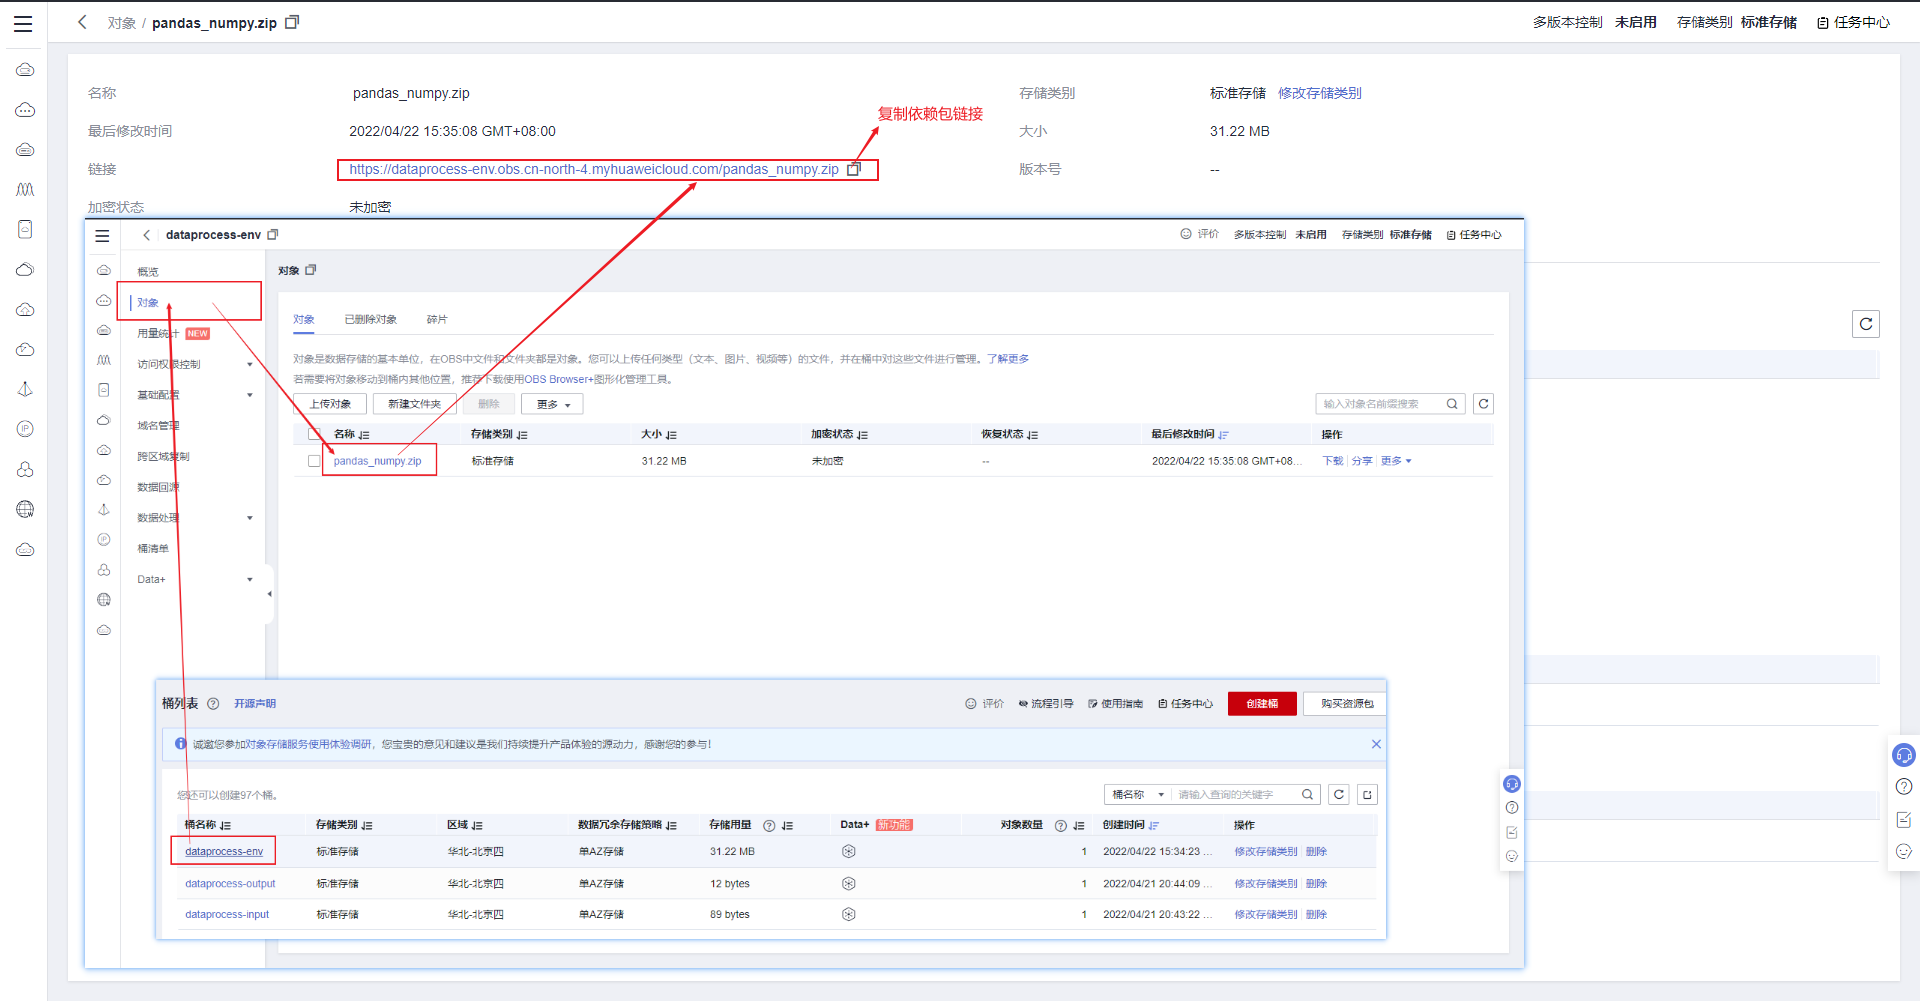 对象 / pandas_numpy.zip
多版本控制 未启用 存储类别 标准存储 任务中心
名称 pandas_numpy.zip
存储类别 标准存储 修改存储类别
复制依赖包链接
最后修改时间 2022/04/22 15:35:08 GMT+08:00
大小 31.22 MB
链接 https://dataprocess-env.obs.cn-north-4.myhuaweicloud.com/pandas_numpy.zip
版本号 --
加密状态 未加密
dataprocess-env
评价 多版本控制 未启用 存储类别 标准存储 任务中心
概览
对象
用量统计 NEW
访问权限控制
基础配置
域名管理
跨区域复制
数据回源
数据处理
桶清单
Data+
对象
对象 已删除对象 碎片
对象是数据存储的基本单位，在OBS中文件和文件夹都是对象。您可以上传任何类型（文本、图片、视频等）的文件，并在桶中对这些文件进行管理。了解更多
若需要将对象移动到桶内其他位置，推荐下载使用OBS Browser+图形化管理工具。
上传对象 新建文件夹 删除 更多
输入对象名前缀搜索
名称 存储类别 大小 加密状态 恢复状态 最后修改时间 操作
pandas_numpy.zip 标准存储 31.22 MB 未加密 -- 2022/04/22 15:35:08 GMT+08... 下载 分享 更多
桶列表 开源声明
评价 流程引导 使用指南 任务中心 创建桶 购买资源包
诚邀您参加对象存储服务使用体验调研，您宝贵的意见和建议是我们持续提升产品体验的源动力，感谢您的参与！
您还可以创建97个桶。
桶名称 请输入查询的关键字
桶名称 存储类别 区域 数据冗余存储策略 存储用量 Data+ 新功能 对象数量 创建时间 操作
dataprocess-env 标准存储 华北-北京四 单AZ存储 31.22 MB 1 2022/04/22 15:34:23 ... 修改存储类别 删除
dataprocess-output 标准存储 华北-北京四 单AZ存储 12 bytes 1 2022/04/21 20:44:09 ... 修改存储类别 删除
dataprocess-input 标准存储 华北-北京四 单AZ存储 89 bytes 1 2022/04/21 20:43:22 ... 修改存储类别 删除